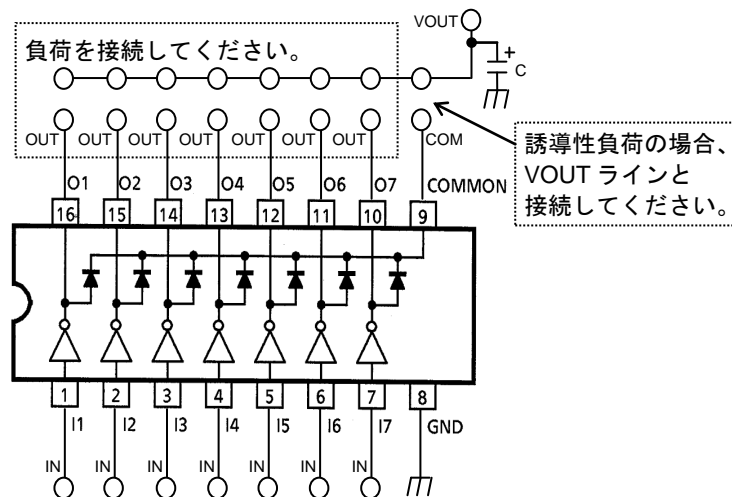 VOUT
負荷を接続してください。
+
C
OUT OUT OUT OUT OUT OUT OUT COM
誘導性負荷の場合、
VOUT ラインと
接続してください。
O1 O2 O3 O4 O5 O6 O7 COMMON
16 15 14 13 12 11 10 9
1 2 3 4 5 6 7 8
I1 I2 I3 I4 I5 I6 I7 GND
IN IN IN IN IN IN IN